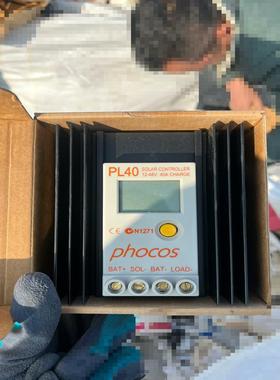 PL40 SOLAR CONTROLLER
12-48V 40A CHARGE
CE N1271
phocos
BAT+ SOL- BAT- LOAD-